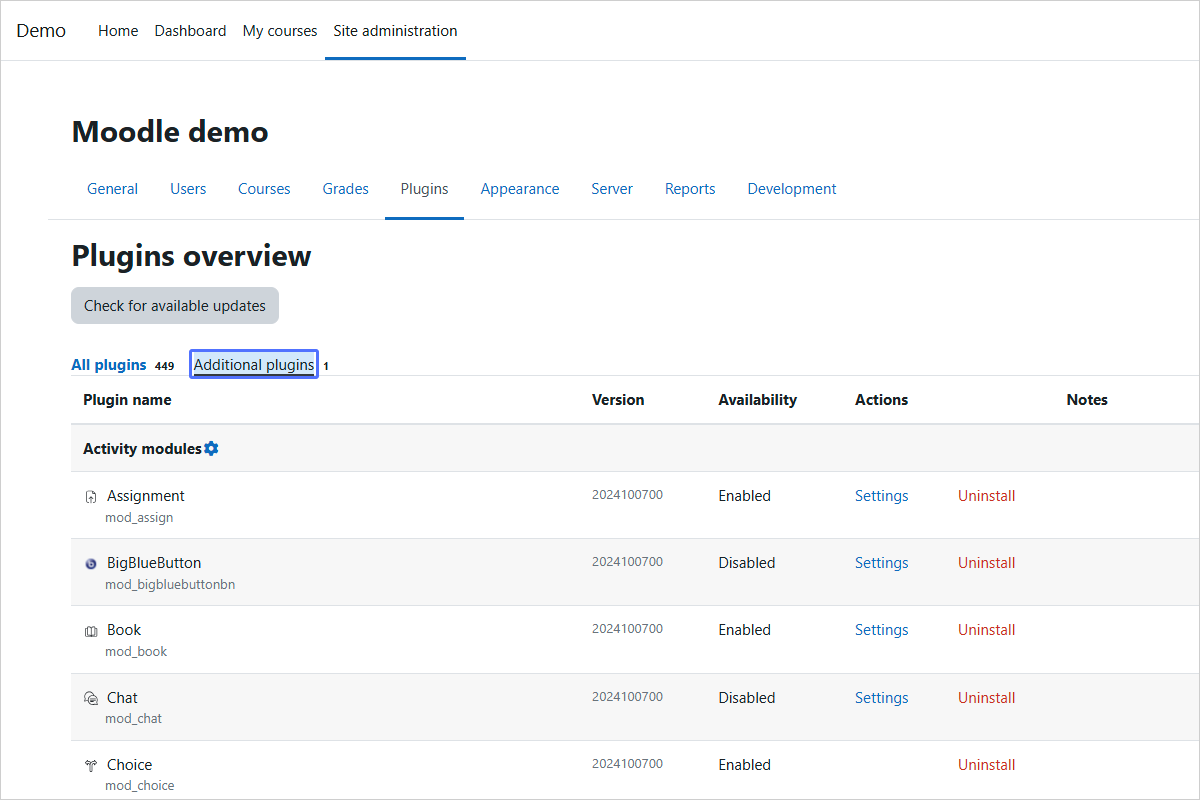 Demo Home Dashboard My courses Site administration
Moodle demo
General Users Courses Grades Plugins Appearance Server Reports Development
Plugins overview
Check for available updates
All plugins 449 Additional plugins 1
Plugin name Version Availability Actions Notes
Activity modules
Assignment 2024100700 Enabled Settings Uninstall
mod_assign
BigBlueButton 2024100700 Disabled Settings Uninstall
mod_bigbluebuttonbn
Book 2024100700 Enabled Settings Uninstall
mod_book
Chat 2024100700 Disabled Settings Uninstall
mod_chat
Choice 2024100700 Enabled Uninstall
mod_choice